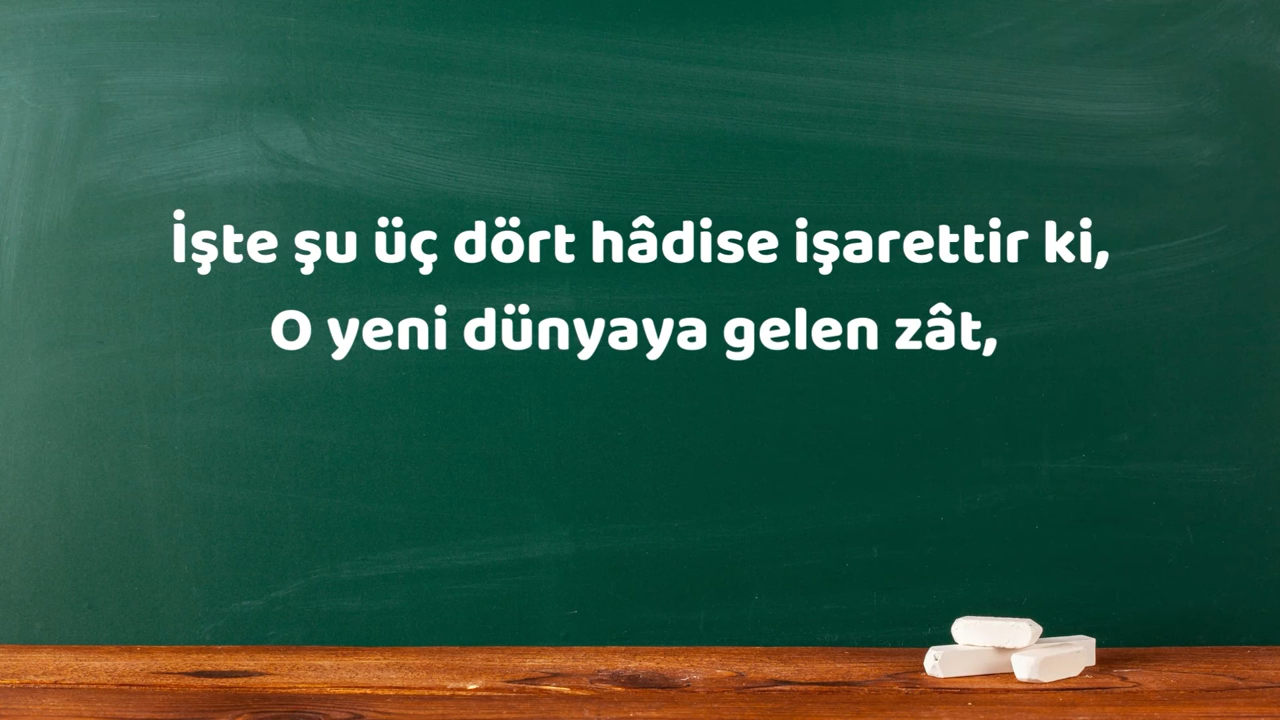 İşte şu üç dört hâdise işarettir ki,
O yeni dünyaya gelen zât,